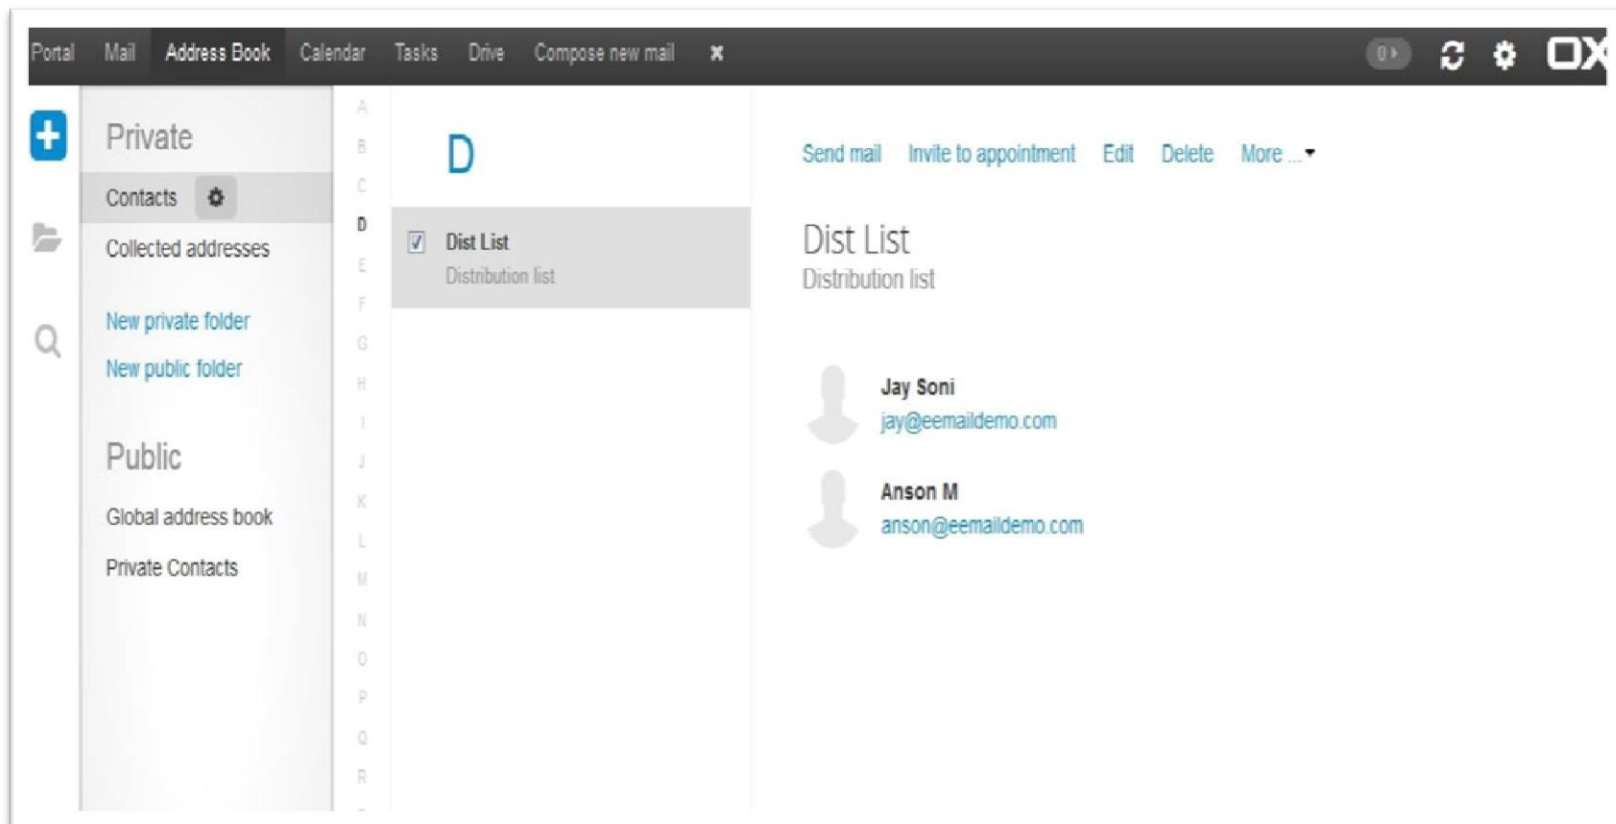 Portal Mail Address Book Calendar Tasks Drive Compose new mail ✖ 0 OX
Private
Contacts
Collected addresses
New private folder
New public folder
Public
Global address book
Private Contacts
A
B
C
D
E
F
G
H
I
J
K
L
M
N
O
P
Q
R
D
Dist List
Distribution list
Send mail Invite to appointment Edit Delete More ...
Dist List
Distribution list
Jay Soni
jay@eemaildemo.com
Anson M
anson@eemaildemo.com